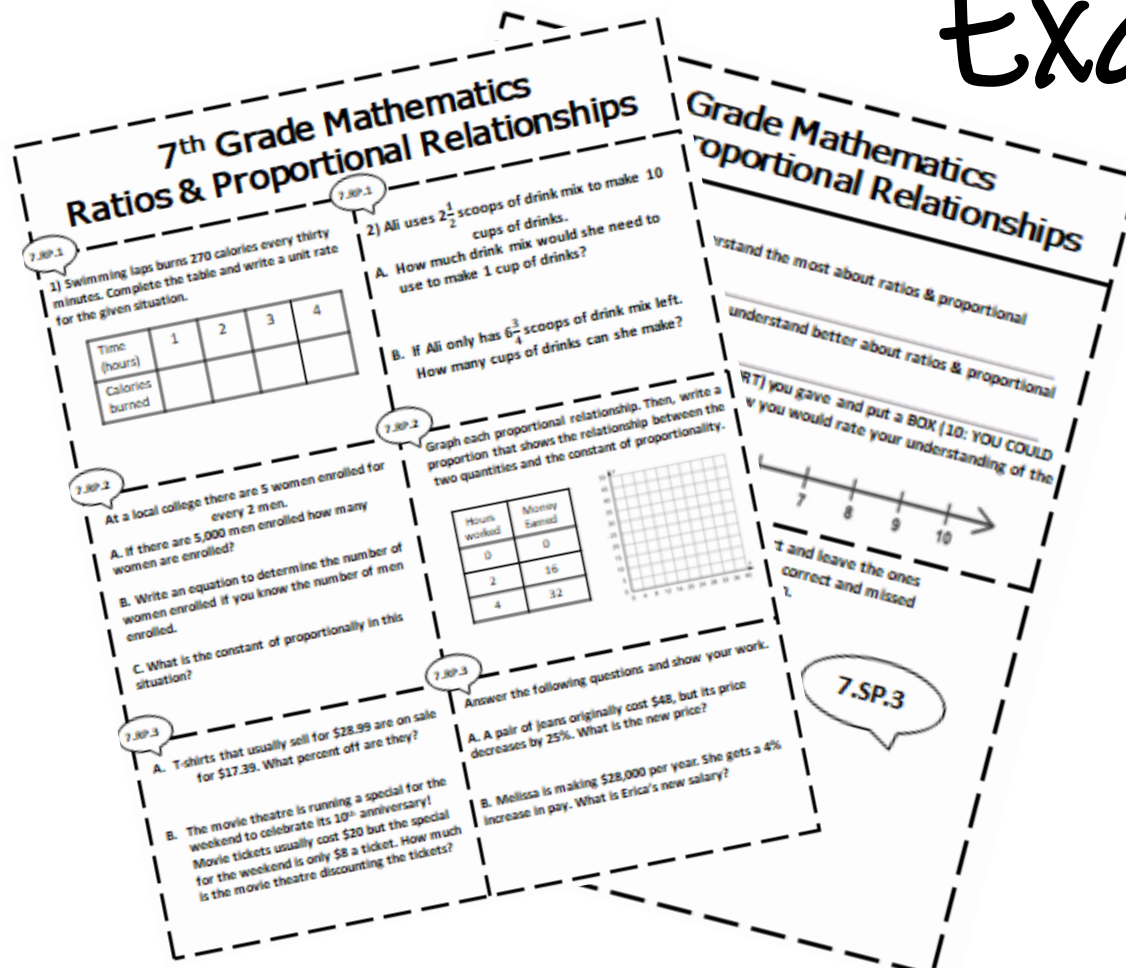 Exa
7th Grade Mathematics
Ratios & Proportional Relationships
7.RP.1
1) Swimming laps burns 270 calories every thirty
minutes. Complete the table and write a unit rate
for the given situation.
Time (hours) 1 2 3 4
Calories burned
7.RP.1
2) Ali uses 2 1/2 scoops of drink mix to make 10
cups of drinks.
A. How much drink mix would she need to
use to make 1 cup of drinks?
B. If Ali only has 6 3/4 scoops of drink mix left.
How many cups of drinks can she make?
7.RP.2
At a local college there are 5 women enrolled for
every 2 men.
A. If there are 5,000 men enrolled how many
women are enrolled?
B. Write an equation to determine the number of
women enrolled if you know the number of men
enrolled.
C. What is the constant of proportionally in this
situation?
7.RP.2
Graph each proportional relationship. Then, write a
proportion that shows the relationship between the
two quantities and the constant of proportionality.
Hours worked Money Earned
0 0
2 16
4 32
7.RP.3
A. T-shirts that usually sell for $28.99 are on sale
for $17.39. What percent off are they?
B. The movie theatre is running a special for the
weekend to celebrate its 10th anniversary!
Movie tickets usually cost $20 but the special
for the weekend is only $8 a ticket. How much
is the movie theatre discounting the tickets?
7.RP.3
Answer the following questions and show your work.
A. A pair of jeans originally cost $48, but its price
decreases by 25%. What is the new price?
B. Melissa is making $28,000 per year. She gets a 4%
increase in pay. What is Erica's new salary?
Grade Mathematics
roportional Relationships
rstand the most about ratios & proportional
understand better about ratios & proportional
RT) you gave and put a BOX (10: YOU COULD
w you would rate your understanding of the
7 8 9 10
t and leave the ones
correct and missed
n.
7.SP.3